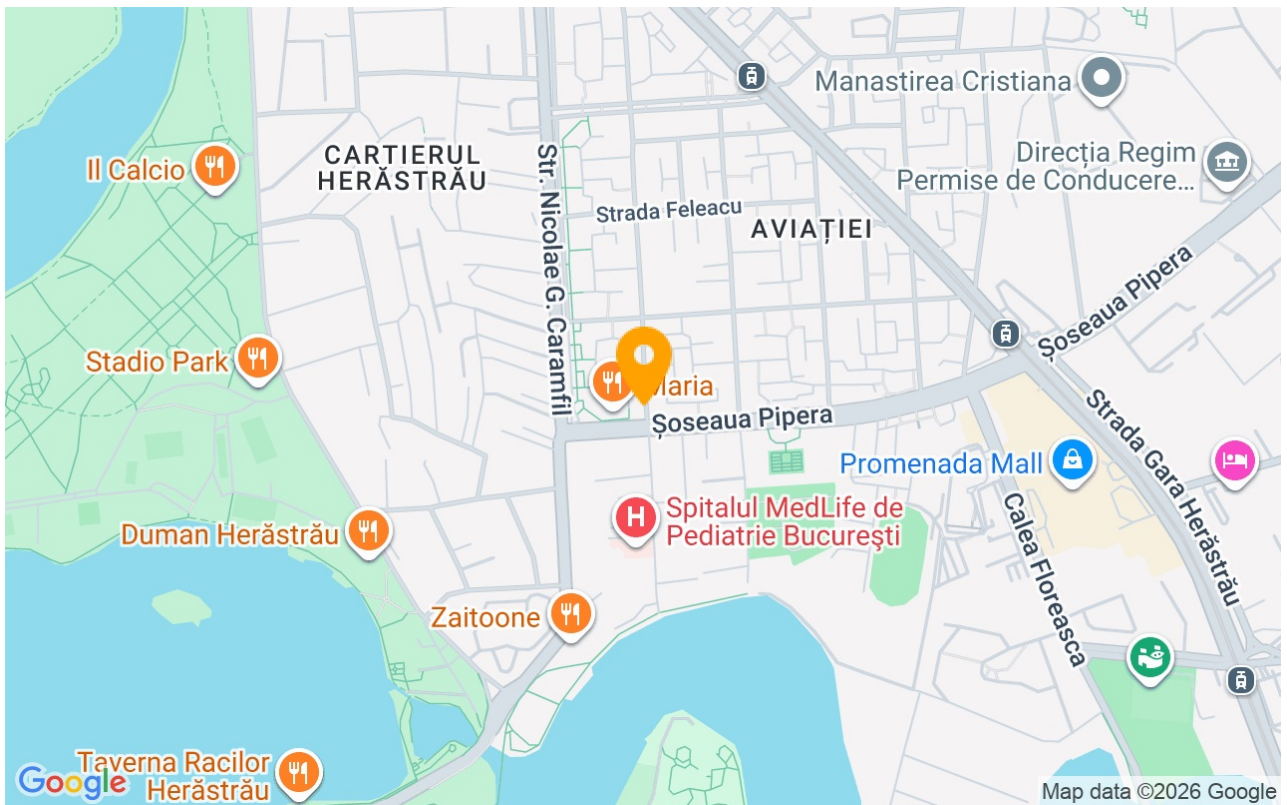 Manastirea Cristiana
Il Calcio
CARTIERUL
HERĂSTRĂU
Direcția Regim
Permise de Conducere...
Str. Nicolae G. Caramfil
Strada Feleacu
AVIAȚIEI
Șoseaua Pipera
Stadio Park
Șoseaua Pipera
Strada Gara Herăstrău
Promenada Mall
Spitalul MedLife de
Pediatrie București
Calea Floreasca
Duman Herăstrău
Zaitoone
Taverna Racilor
Herăstrău
Google
Map data ©2026 Google